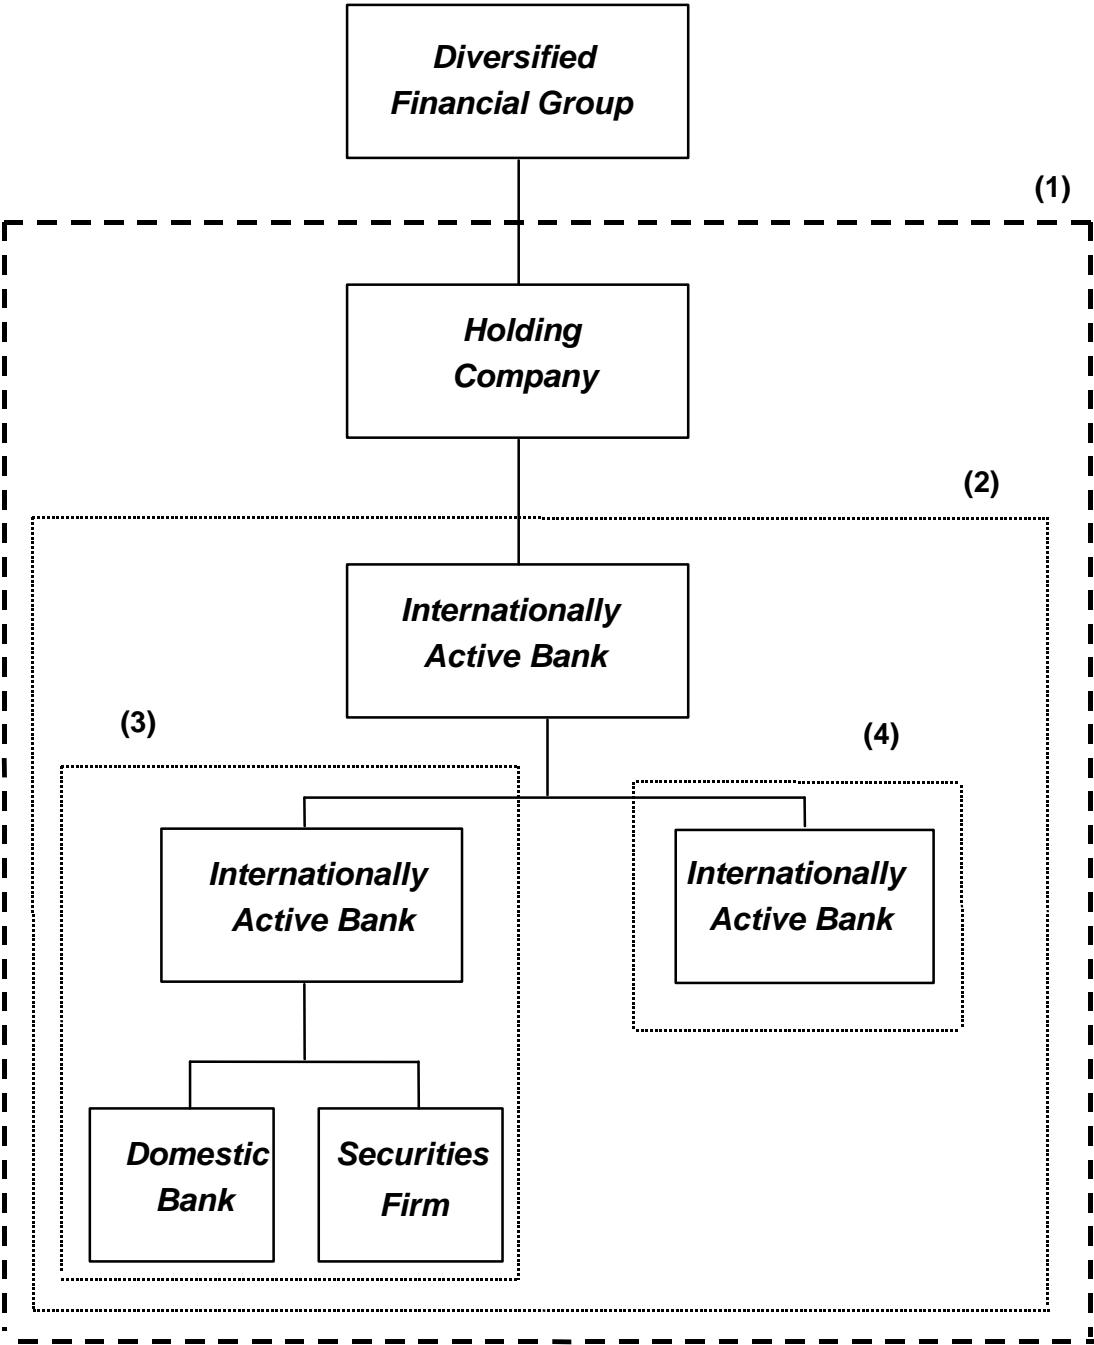 Diversified
Financial Group
(1)
Holding
Company
(2)
Internationally
Active Bank
(3)
(4)
Internationally
Active Bank
Internationally
Active Bank
Domestic
Bank
Securities
Firm